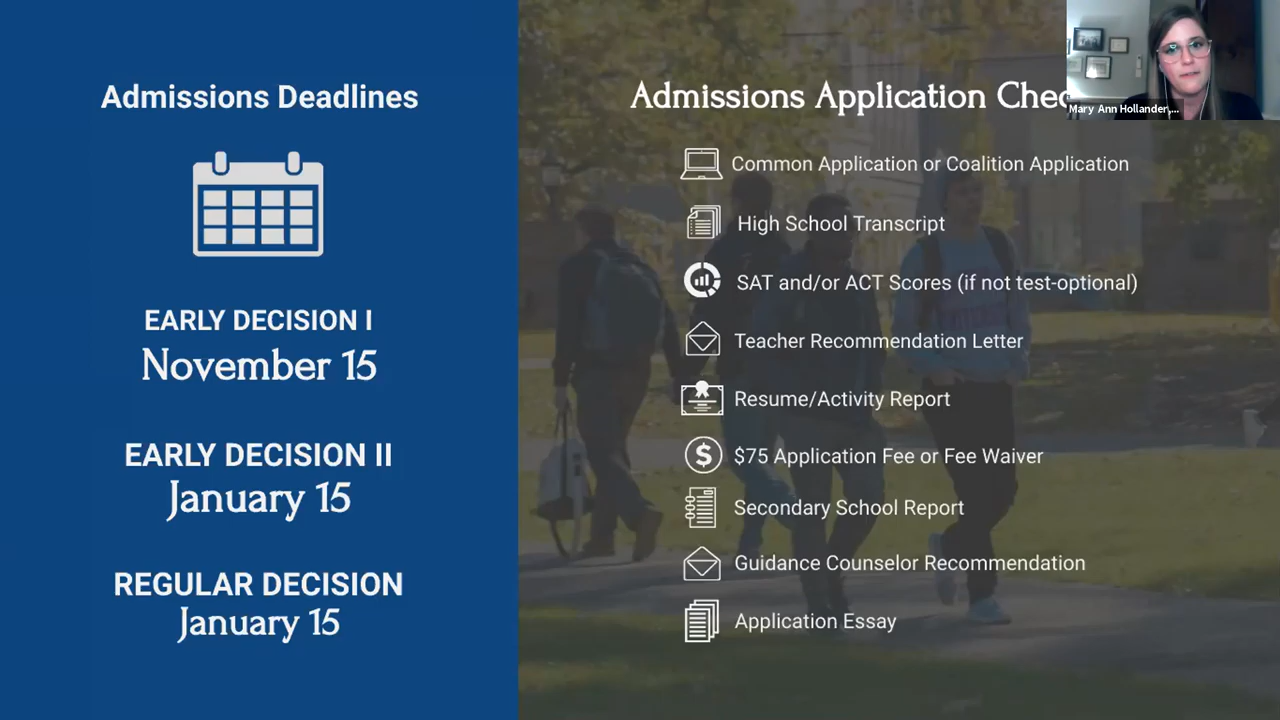 Admissions Deadlines
EARLY DECISION I
November 15
EARLY DECISION II
January 15
REGULAR DECISION
January 15
Admissions Application Chec
Mary Ann Hollander,...
Common Application or Coalition Application
High School Transcript
SAT and/or ACT Scores (if not test-optional)
Teacher Recommendation Letter
Resume/Activity Report
$75 Application Fee or Fee Waiver
Secondary School Report
Guidance Counselor Recommendation
Application Essay